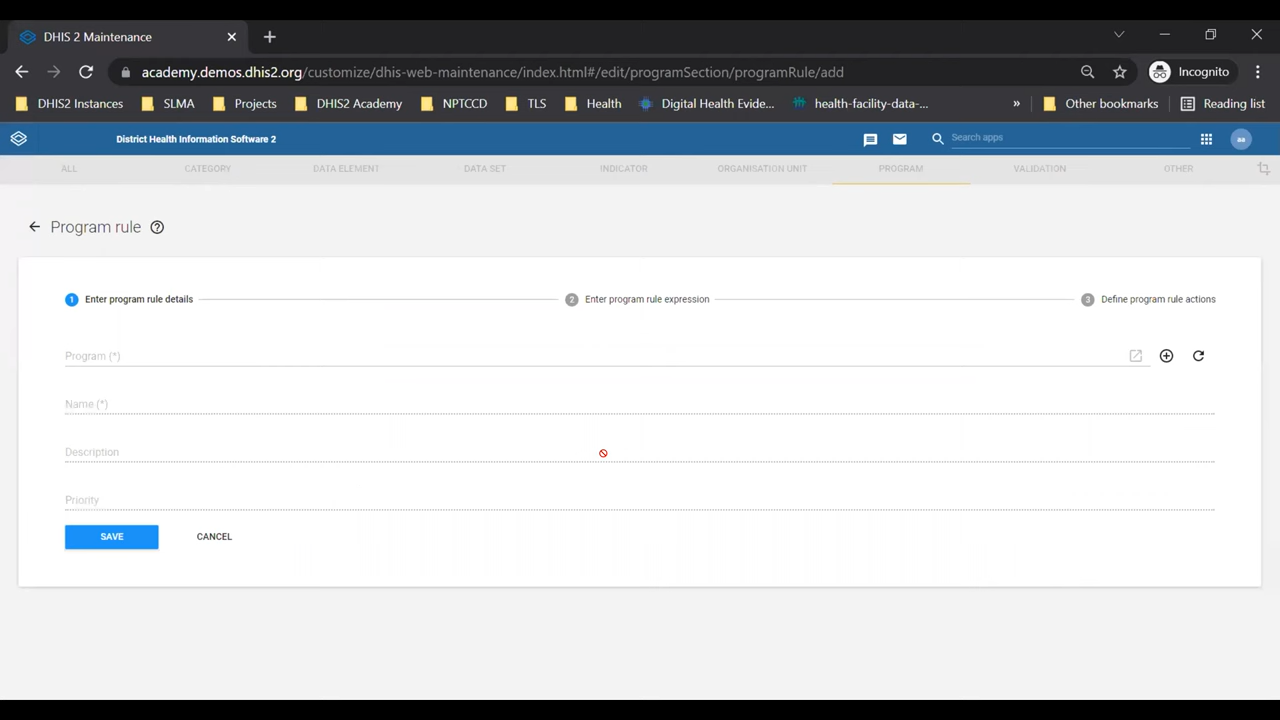 DHIS 2 Maintenance
academy.demos.dhis2.org/customize/dhis-web-maintenance/index.html#/edit/programSection/programRule/add
Incognito
DHIS2 Instances SLMA Projects DHIS2 Academy NPTCCD TLS Health Digital Health Evide... health-facility-data-... » Other bookmarks Reading list
District Health Information Software 2 Search apps aa
ALL CATEGORY DATA ELEMENT DATA SET INDICATOR ORGANISATION UNIT PROGRAM VALIDATION OTHER
Program rule
1 Enter program rule details 2 Enter program rule expression 3 Define program rule actions
Program (*)
Name (*)
Description
Priority
SAVE CANCEL